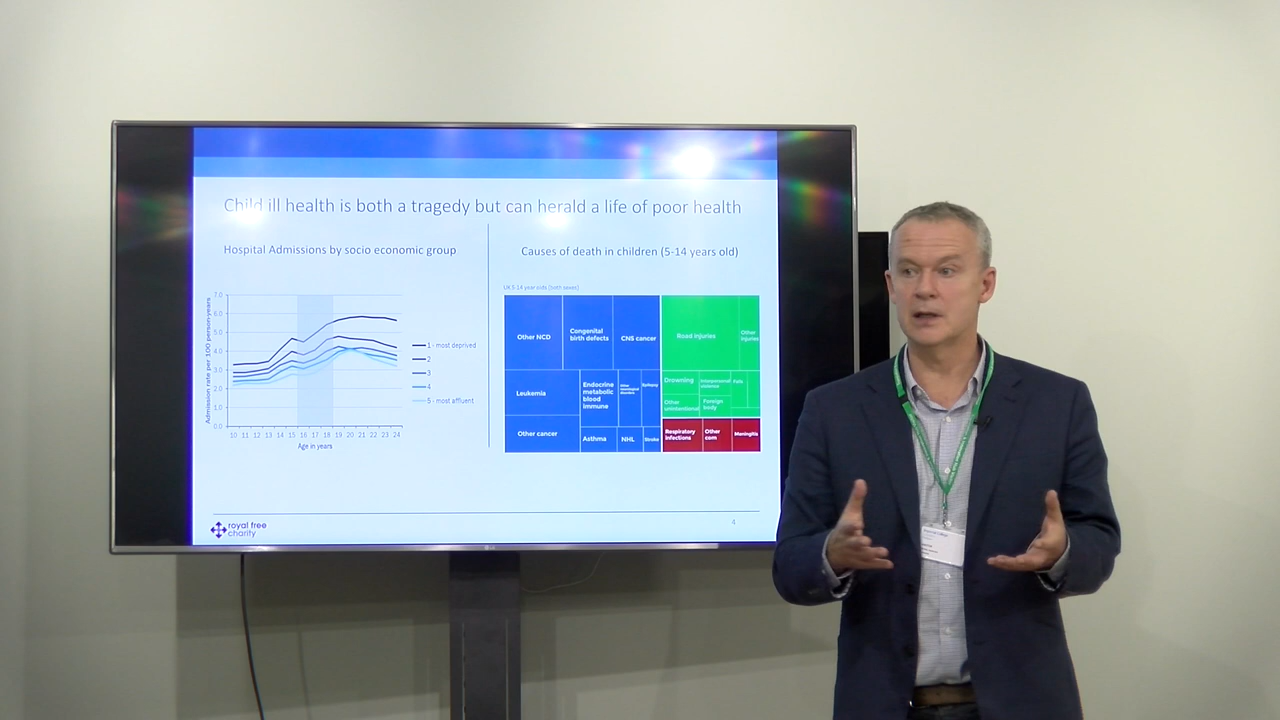 Child ill health is both a tragedy but can herald a life of poor health
Hospital Admissions by socio economic group
Admission rate per 100 person-years
7.0
6.0
5.0
4.0
3.0
2.0
1.0
0.0
10 11 12 13 14 15 16 17 18 19 20 21 22 23 24
Age in years
1 - most deprived
2
3
4
5 - most affluent
Causes of death in children (5-14 years old)
UK 5-14 year olds (both sexes)
Other NCD
Congenital
birth defects
CNS cancer
Leukemia
Endocrine
metabolic
blood
immune
Epilepsy
Other cancer
Asthma
NHL
Stroke
Road injuries
Other
injuries
Drowning
Interpersonal
violence
Falls
Other
unintentional
Foreign
body
Respiratory
infections
Other
com
Meningitis
royal free
charity
4